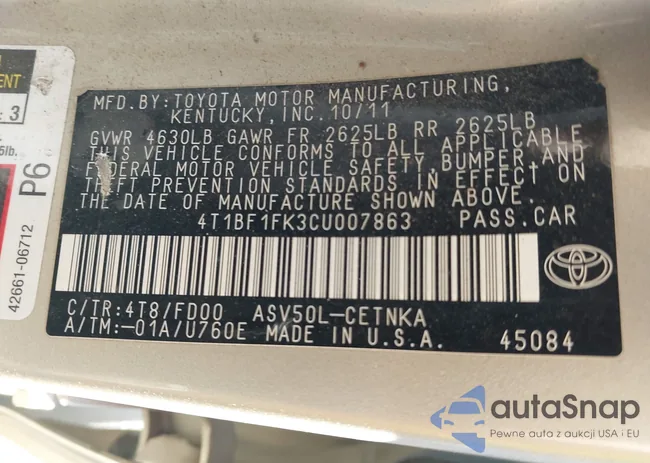 ENT
: 3
5lb.
P6
42661-06712
MFD.BY:TOYOTA MOTOR MANUFACTURING,
KENTUCKY, INC. 10/11
GVWR 4630LB GAWR FR 2625LB RR 2625LB
THIS VEHICLE CONFORMS TO ALL APPLICABLE
FEDERAL MOTOR VEHICLE SAFETY, BUMPER, AND
THEFT PREVENTION STANDARDS IN EFFECT ON
THE DATE OF MANUFACTURE SHOWN ABOVE.
4T1BF1FK3CU007863 PASS.CAR
C/TR:4T8/FD00 ASV50L-CETNKA
A/TM:-01A/U760E MADE IN U.S.A. 45084
autaSnap
Pewne auta z aukcji USA i EU